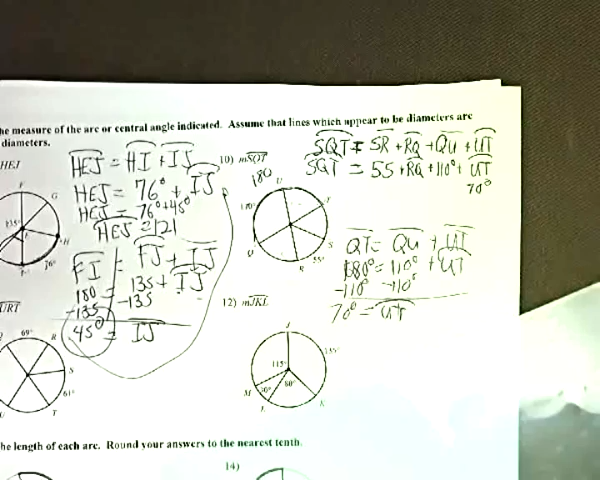 he measure of the arc or central angle indicated. Assume that lines which appear to be diameters are
diameters.
HEJ
HEJ = HI + IJ
HEJ = 76° + IJ
HEJ = 76°+45°
HEJ = 121
FI = FJ + IJ
180 = 135 + IJ
-135 -135
45° = IJ
F
G
135°
H
76°
10) mSQT
180
SQT = SR + RQ + QU + UT
SQT = 55 + RQ + 110° + UT
70°
U
T
S
55°
R
Q
QT = QU + UT
180° = 110° + UT
-110° -110°
70° = UT
URT
69°
R
S
61°
T
U
12) mJKL
J
135°
115°
80°
M
L
K
he length of each arc. Round your answers to the nearest tenth.
14)